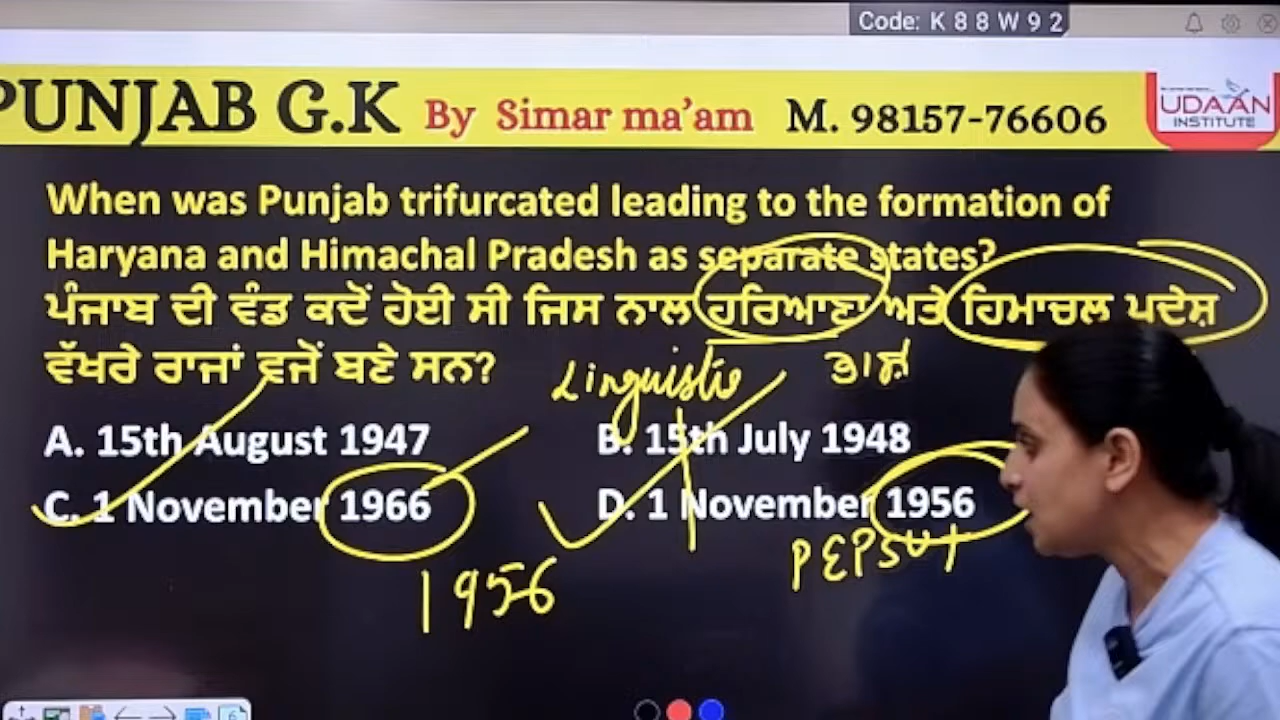 Code: K 8 8 W 9 2
PUNJAB G.K By Simar ma'am M. 98157-76606
UDAAN
INSTITUTE
When was Punjab trifurcated leading to the formation of
Haryana and Himachal Pradesh as separate states?
ਪੰਜਾਬ ਦੀ ਵੰਡ ਕਦੋਂ ਹੋਈ ਸੀ ਜਿਸ ਨਾਲ ਹਰਿਆਣਾ ਅਤੇ ਹਿਮਾਚਲ ਪ੍ਰਦੇਸ਼
ਵੱਖਰੇ ਰਾਜਾਂ ਵਜੋਂ ਬਣੇ ਸਨ?
Linguistic
A. 15th August 1947 B. 15th July 1948
C. 1 November 1966 D. 1 November 1956
PEPSUT
1956